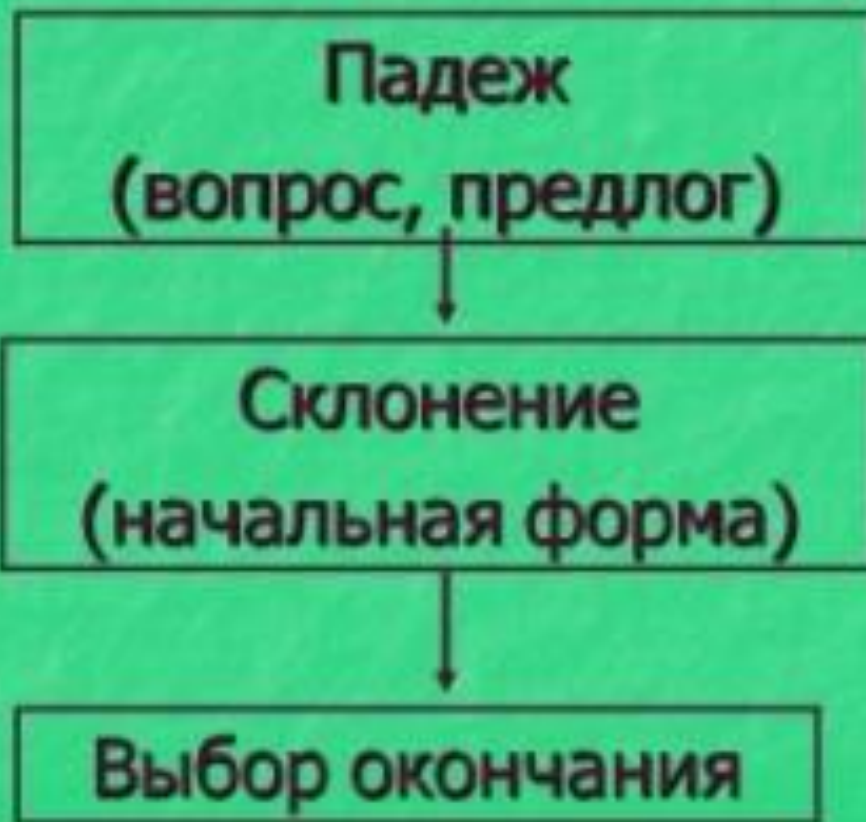 Падеж
(вопрос, предлог)
Склонение
(начальная форма)
Выбор окончания